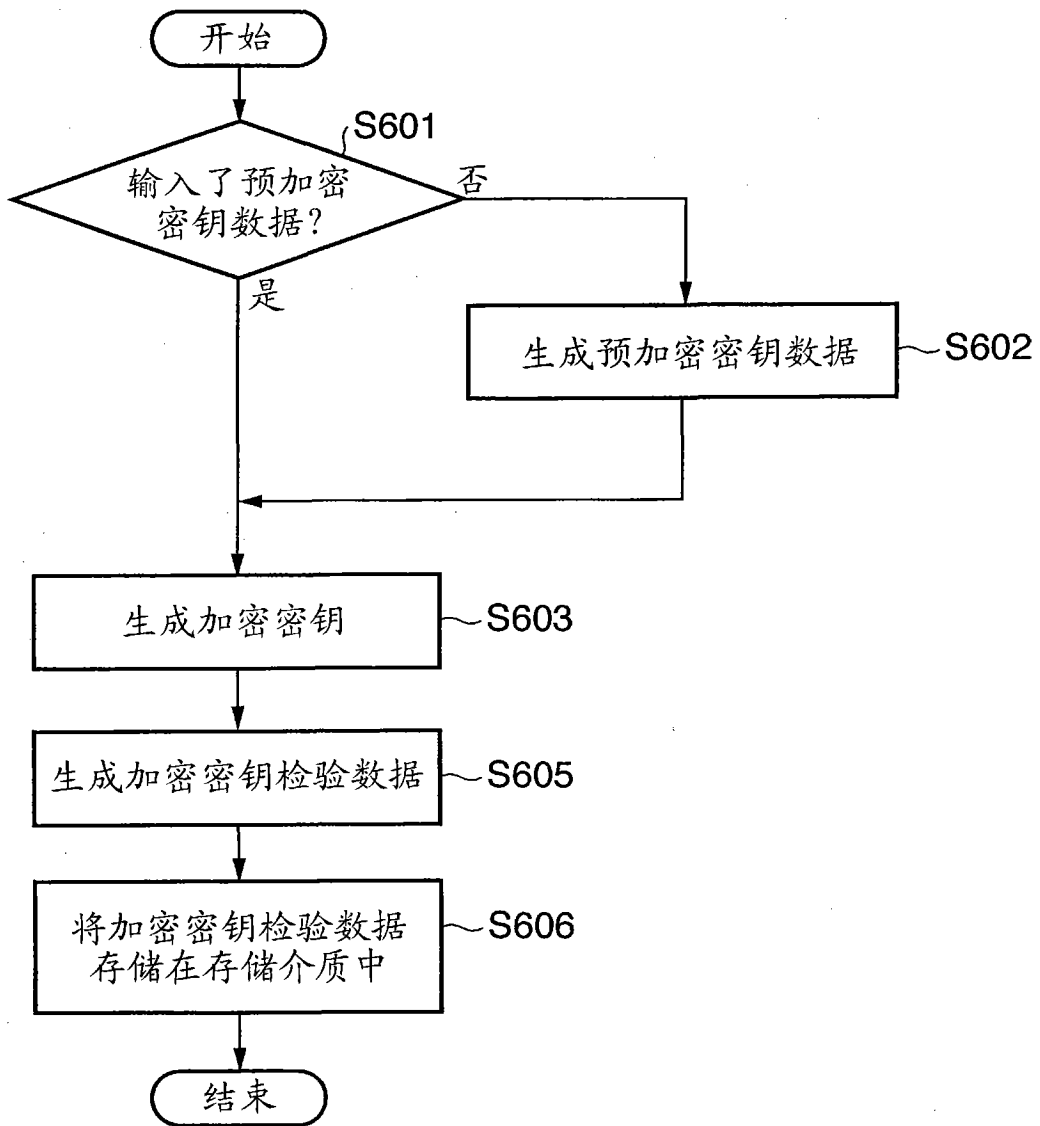 开始
S601
输入了预加密
密钥数据?
否
是
生成预加密密钥数据
S602
生成加密密钥
S603
生成加密密钥检验数据
S605
将加密密钥检验数据
存储在存储介质中
S606
结束